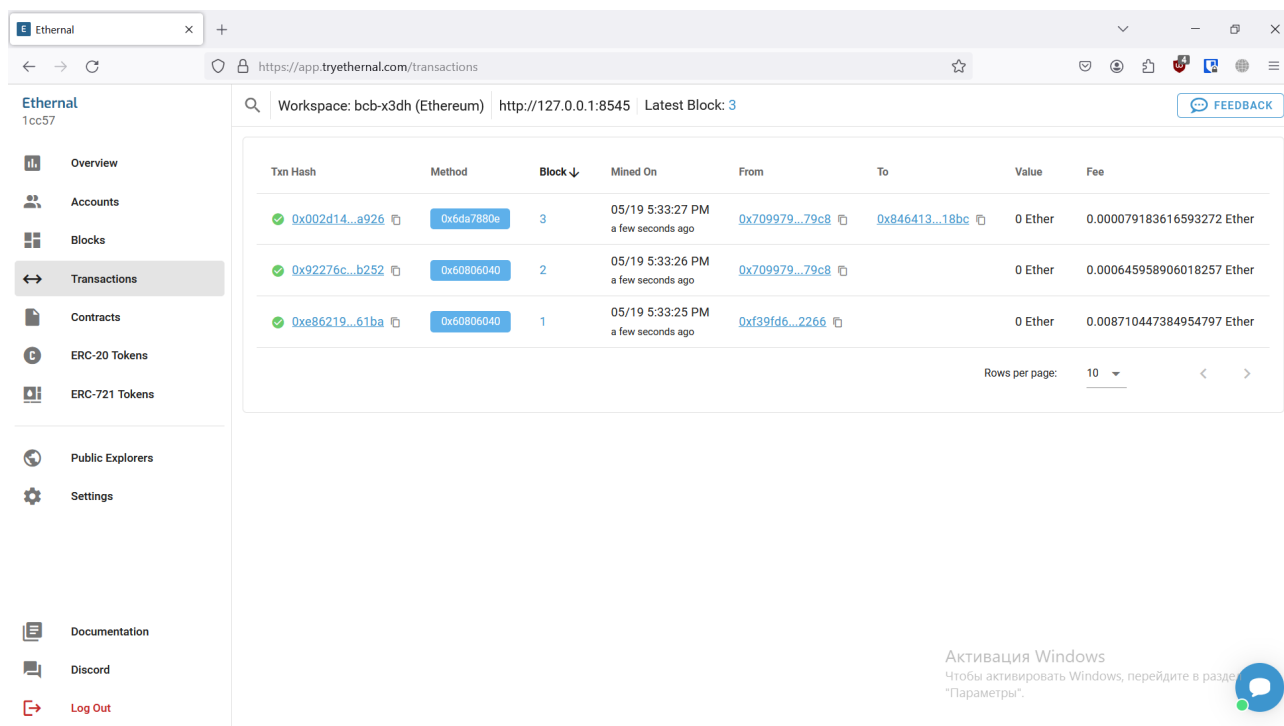 Ethernal
https://app.tryethernal.com/transactions
4
Ethernal
1cc57
Workspace: bcb-x3dh (Ethereum) http://127.0.0.1:8545 Latest Block: 3
FEEDBACK
Overview
Accounts
Blocks
Transactions
Contracts
ERC-20 Tokens
ERC-721 Tokens
Public Explorers
Settings
Documentation
Discord
Log Out
Txn Hash Method Block Mined On From To Value Fee
0x002d14...a926 0x6da7880e 3 05/19 5:33:27 PM 0x709979...79c8 0x846413...18bc 0 Ether 0.000079183616593272 Ether
a few seconds ago
0x92276c...b252 0x60806040 2 05/19 5:33:26 PM 0x709979...79c8 0 Ether 0.000645958906018257 Ether
a few seconds ago
0xe86219...61ba 0x60806040 1 05/19 5:33:25 PM 0xf39fd6...2266 0 Ether 0.008710447384954797 Ether
a few seconds ago
Rows per page: 10
Активация Windows
Чтобы активировать Windows, перейдите в раздел
"Параметры".